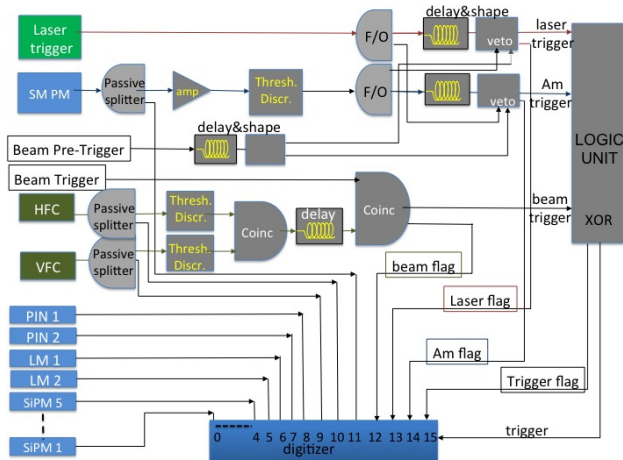 Laser
trigger
F/O
delay&shape
veto
laser
trigger
SM PM
Passive
splitter
amp
Thresh.
Discr.
F/O
veto
Am
trigger
LOGIC
UNIT
XOR
Beam Pre-Trigger
delay&shape
Beam Trigger
HFC
Passive
splitter
Thresh.
Discr.
Coinc
delay
Coinc
beam
trigger
VFC
Passive
splitter
Thresh.
Discr.
beam flag
PIN 1
Laser flag
PIN 2
LM 1
Am flag
LM 2
Trigger flag
SiPM 5
SiPM 1
0 4 5 6 7 8 9 10 11 12 13 14 15
digitizer
trigger